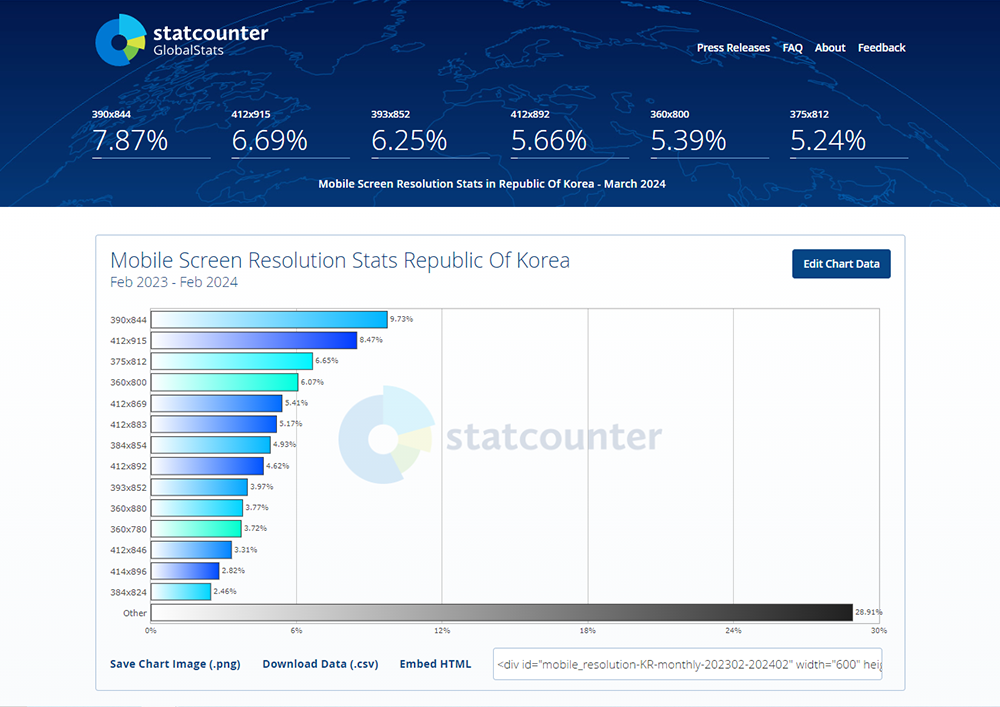 statcounter
GlobalStats
Press Releases FAQ About Feedback
390x844 412x915 393x852 412x892 360x800 375x812
7.87% 6.69% 6.25% 5.66% 5.39% 5.24%
Mobile Screen Resolution Stats in Republic Of Korea - March 2024
Mobile Screen Resolution Stats Republic Of Korea
Feb 2023 - Feb 2024
Edit Chart Data
390x844 9.73%
412x915 8.47%
375x812 6.65%
360x800 6.07%
412x869 5.41%
412x883 5.17%
384x854 4.93%
412x892 4.62%
393x852 3.97%
360x880 3.77%
360x780 3.72%
412x846 3.31%
414x896 2.82%
384x824 2.46%
Other 28.91%
statcounter
0% 6% 12% 18% 24% 30%
Save Chart Image (.png) Download Data (.csv) Embed HTML <div id="mobile_resolution-KR-monthly-202302-202402" width="600" hei